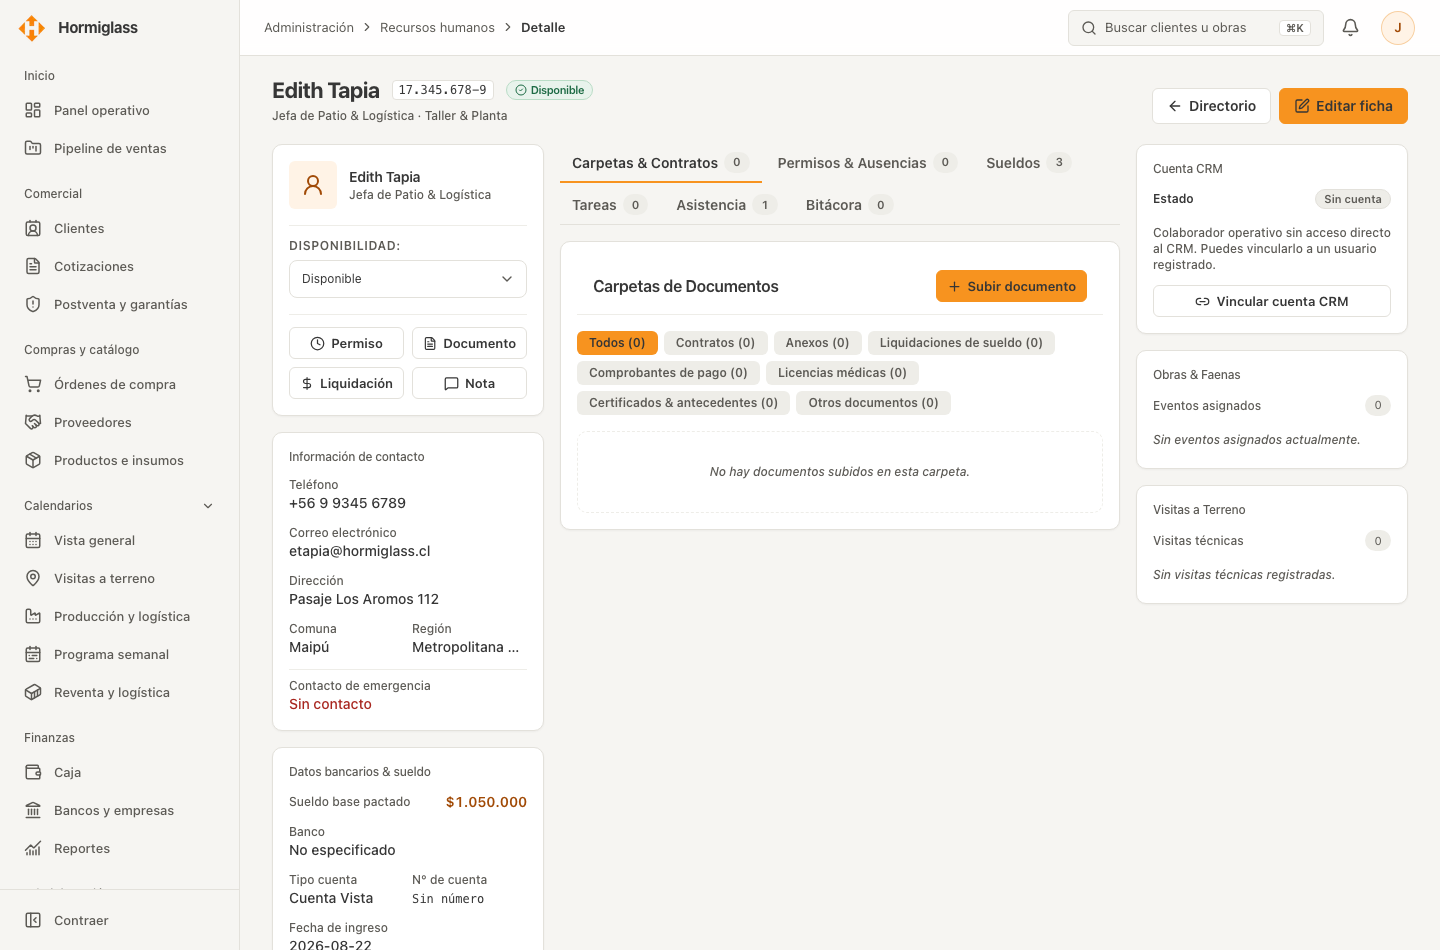 Hormiglass
Inicio
Panel operativo
Pipeline de ventas
Comercial
Clientes
Cotizaciones
Postventa y garantías
Compras y catálogo
Órdenes de compra
Proveedores
Productos e insumos
Calendarios
Vista general
Visitas a terreno
Producción y logística
Programa semanal
Reventa y logística
Finanzas
Caja
Bancos y empresas
Reportes
Contraer
Administración > Recursos humanos > Detalle
Buscar clientes u obras ⌘K
J
Edith Tapia 17.345.678-9 Disponible
Jefa de Patio & Logística · Taller & Planta
Directorio
Editar ficha
Edith Tapia
Jefa de Patio & Logística
DISPONIBILIDAD:
Disponible
Permiso Documento
Liquidación Nota
Información de contacto
Teléfono
+56 9 9345 6789
Correo electrónico
etapia@hormiglass.cl
Dirección
Pasaje Los Aromos 112
Comuna Región
Maipú Metropolitana ...
Contacto de emergencia
Sin contacto
Datos bancarios & sueldo
Sueldo base pactado $1.050.000
Banco
No especificado
Tipo cuenta N° de cuenta
Cuenta Vista Sin número
Fecha de ingreso
2026-08-22
Carpetas & Contratos 0 Permisos & Ausencias 0 Sueldos 3
Tareas 0 Asistencia 1 Bitácora 0
Carpetas de Documentos
Subir documento
Todos (0) Contratos (0) Anexos (0) Liquidaciones de sueldo (0)
Comprobantes de pago (0) Licencias médicas (0)
Certificados & antecedentes (0) Otros documentos (0)
No hay documentos subidos en esta carpeta.
Cuenta CRM
Estado Sin cuenta
Colaborador operativo sin acceso directo
al CRM. Puedes vincularlo a un usuario
registrado.
Vincular cuenta CRM
Obras & Faenas
Eventos asignados 0
Sin eventos asignados actualmente.
Visitas a Terreno
Visitas técnicas 0
Sin visitas técnicas registradas.